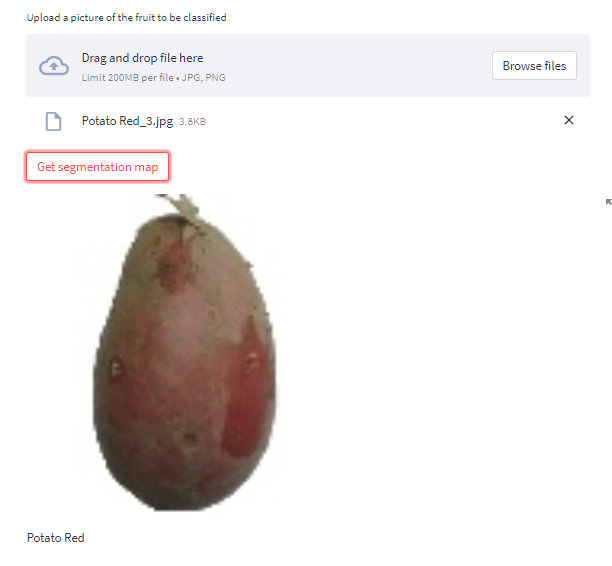 Upload a picture of the fruit to be classified
Drag and drop file here
Limit 200MB per file • JPG, PNG
Browse files
Potato Red_3.jpg 3.8KB
Get segmentation map
Potato Red